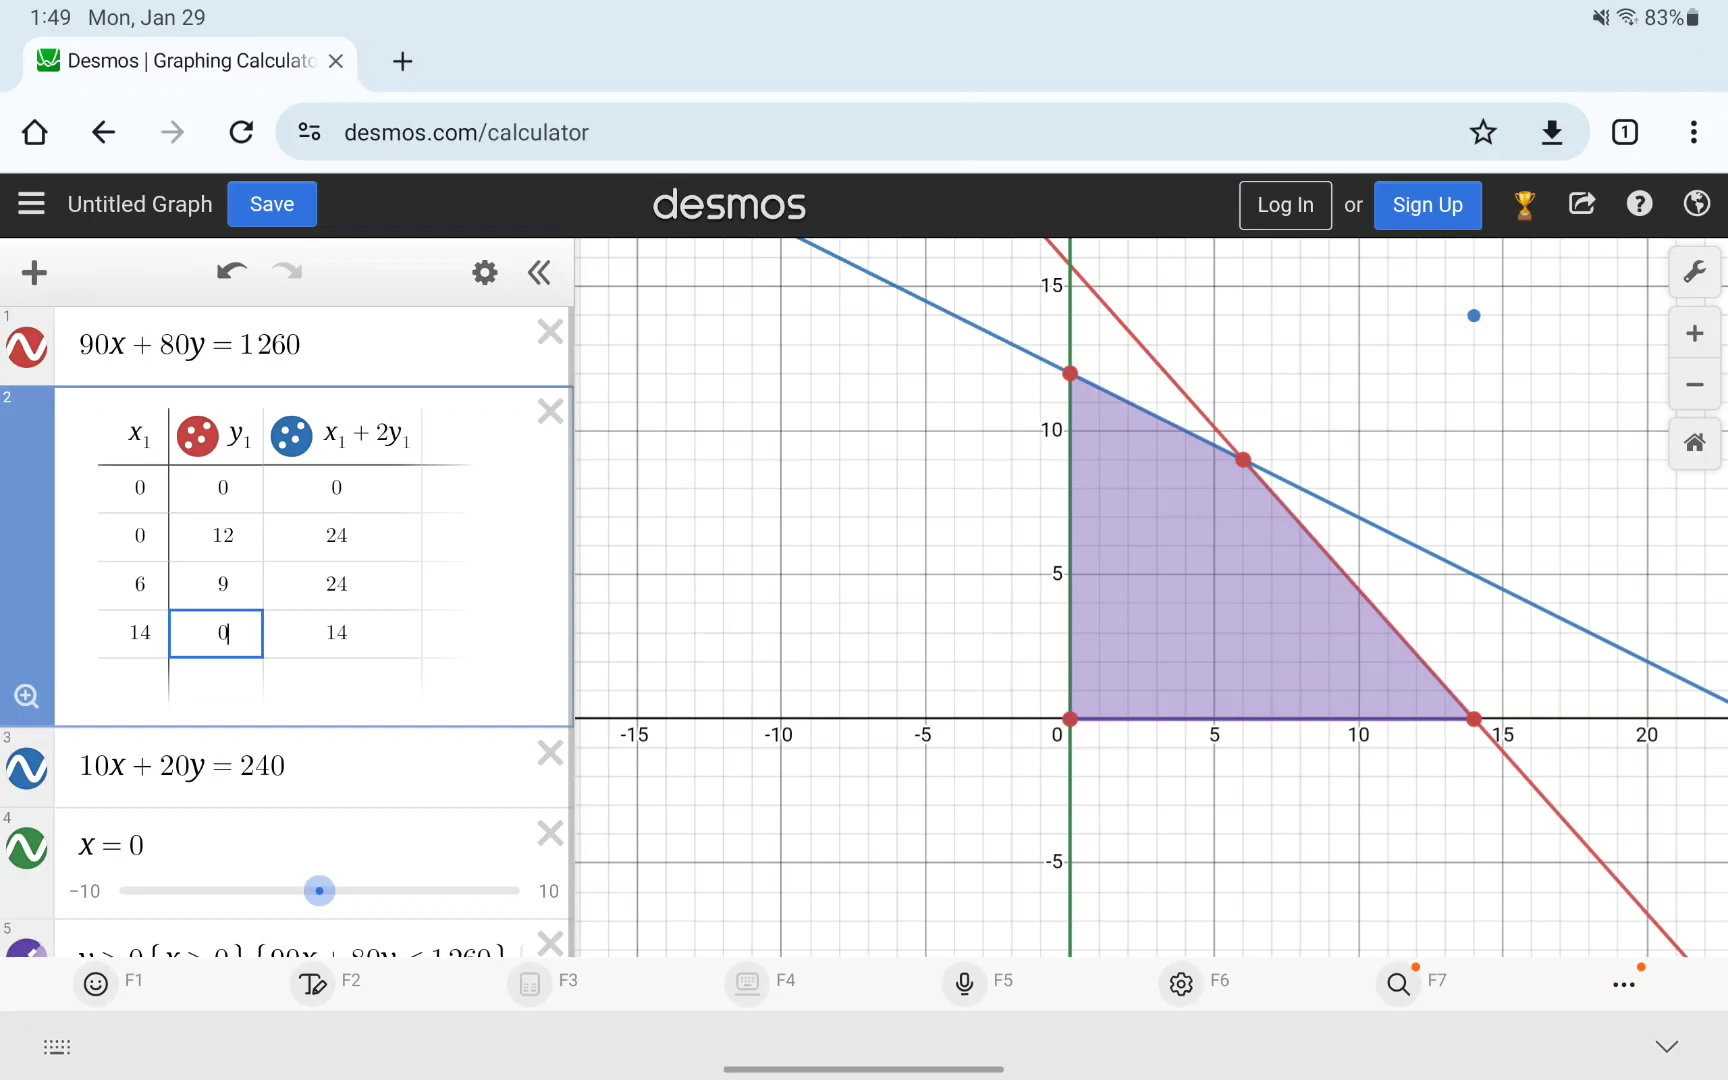 1:49 Mon, Jan 29
83%
Desmos | Graphing Calculato
desmos.com/calculator
1
Untitled Graph
Save
desmos
Log In or Sign Up
1
90x + 80y = 1260
2
x₁ y₁ x₁ + 2y₁
0 0 0
0 12 24
6 9 24
14 0 14
3
10x + 20y = 240
4
x = 0
−10 10
5
15
10
5
-15 -10 -5 0 5 10 15 20
-5
F1 F2 F3 F4 F5 F6 F7